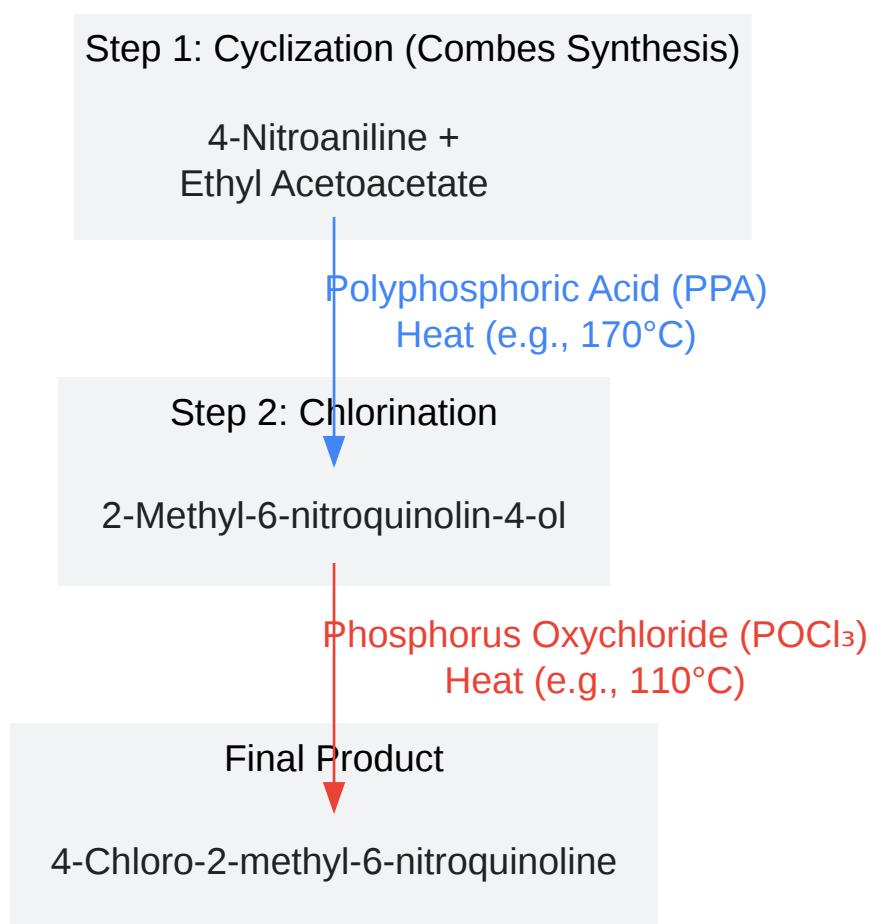 Step 1: Cyclization (Combes Synthesis)
4-Nitroaniline +
Ethyl Acetoacetate
Polyphosphoric Acid (PPA)
Heat (e.g., 170°C)
Step 2: Chlorination
2-Methyl-6-nitroquinolin-4-ol
Phosphorus Oxychloride (POCl₃)
Heat (e.g., 110°C)
Final Product
4-Chloro-2-methyl-6-nitroquinoline